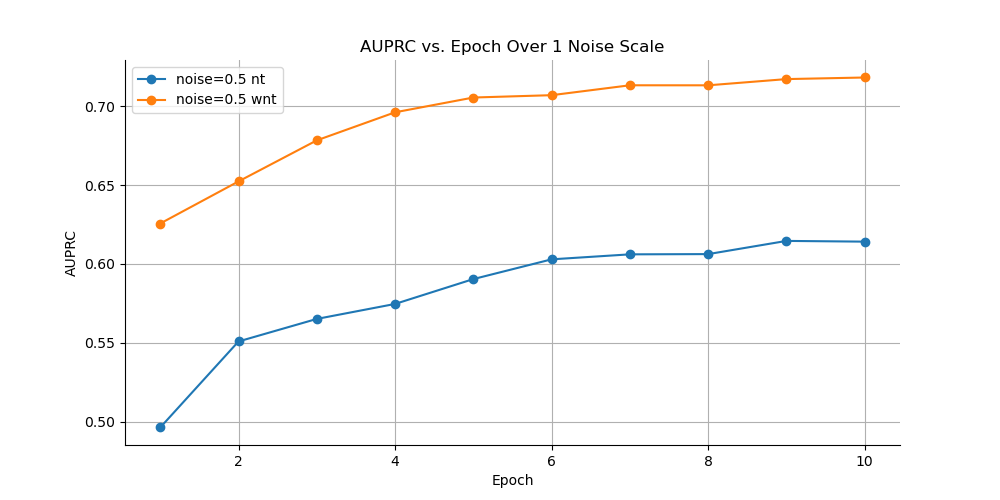 AUPRC vs. Epoch Over 1 Noise Scale
noise=0.5 nt
noise=0.5 wnt
AUPRC
0.70
0.65
0.60
0.55
0.50
2 4 6 8 10
Epoch